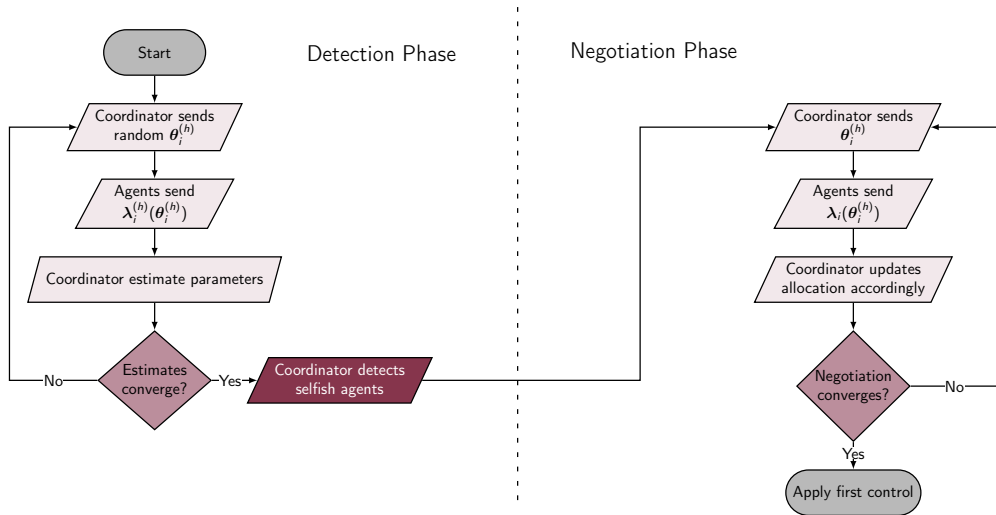 Detection Phase
Start
Coordinator sends
random θ_i^{(h)}
Agents send
λ_i^{(h)}(θ_i^{(h)})
Coordinator estimate parameters
Estimates
converge?
No
Yes
Coordinator detects
selfish agents
Negotiation Phase
Coordinator sends
θ_i^{(h)}
Agents send
λ_i(θ_i^{(h)})
Coordinator updates
allocation accordingly
Negotiation
converges?
No
Yes
Apply first control